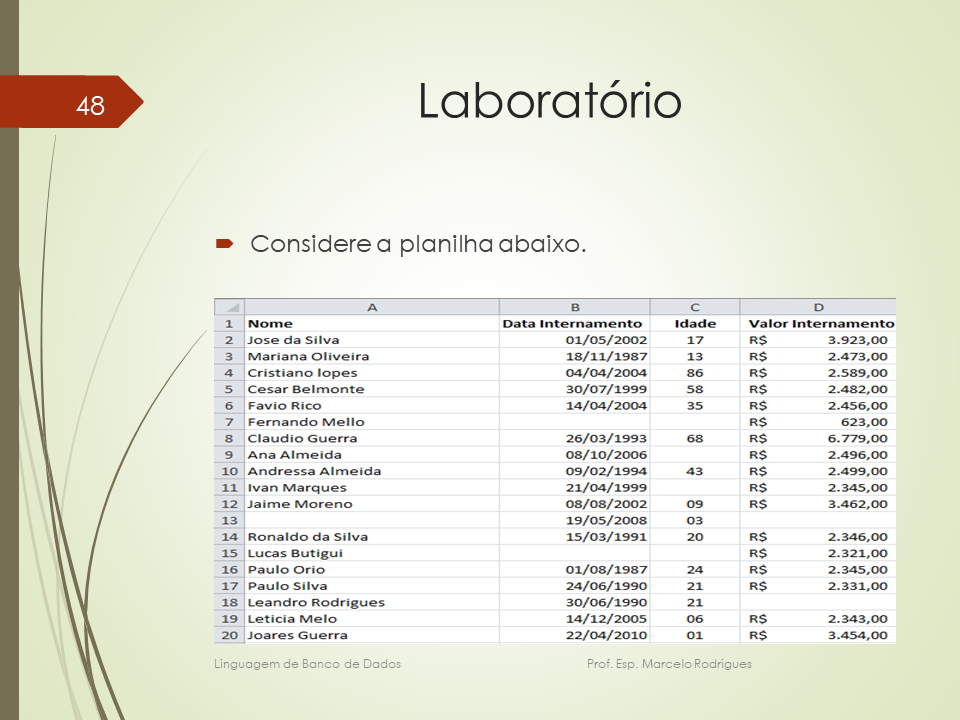 48
Laboratório
Considere a planilha abaixo.
A B C D
1 Nome Data Internamento Idade Valor Internamento
2 Jose da Silva 01/05/2002 17 R$ 3.923,00
3 Mariana Oliveira 18/11/1987 13 R$ 2.473,00
4 Cristiano lopes 04/04/2004 86 R$ 2.589,00
5 Cesar Belmonte 30/07/1999 58 R$ 2.482,00
6 Favio Rico 14/04/2004 35 R$ 2.456,00
7 Fernando Mello R$ 623,00
8 Claudio Guerra 26/03/1993 68 R$ 6.779,00
9 Ana Almeida 08/10/2006 R$ 2.496,00
10 Andressa Almeida 09/02/1994 43 R$ 2.499,00
11 Ivan Marques 21/04/1999 R$ 2.345,00
12 Jaime Moreno 08/08/2002 09 R$ 3.462,00
13 19/05/2008 03
14 Ronaldo da Silva 15/03/1991 20 R$ 2.346,00
15 Lucas Butigui R$ 2.321,00
16 Paulo Orio 01/08/1987 24 R$ 2.345,00
17 Paulo Silva 24/06/1990 21 R$ 2.331,00
18 Leandro Rodrigues 30/06/1990 21
19 Leticia Melo 14/12/2005 06 R$ 2.343,00
20 Joares Guerra 22/04/2010 01 R$ 3.454,00
Linguagem de Banco de Dados Prof. Esp. Marcelo Rodrigues